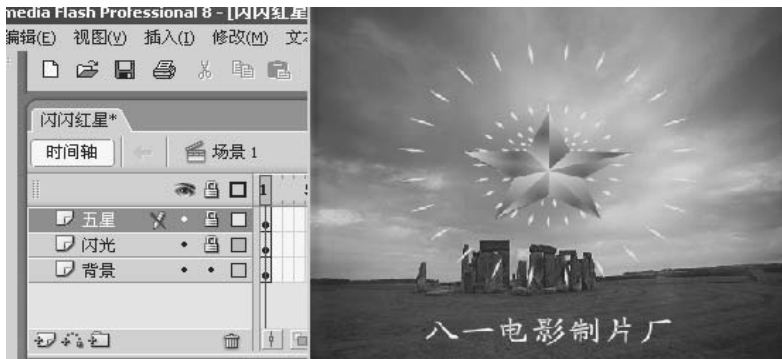 media Flash Professional 8 - [闪闪红星
编辑(E) 视图(V) 插入(I) 修改(M) 文
闪闪红星*
时间轴 场景 1
1
五星
闪光
背景
八一电影制片厂